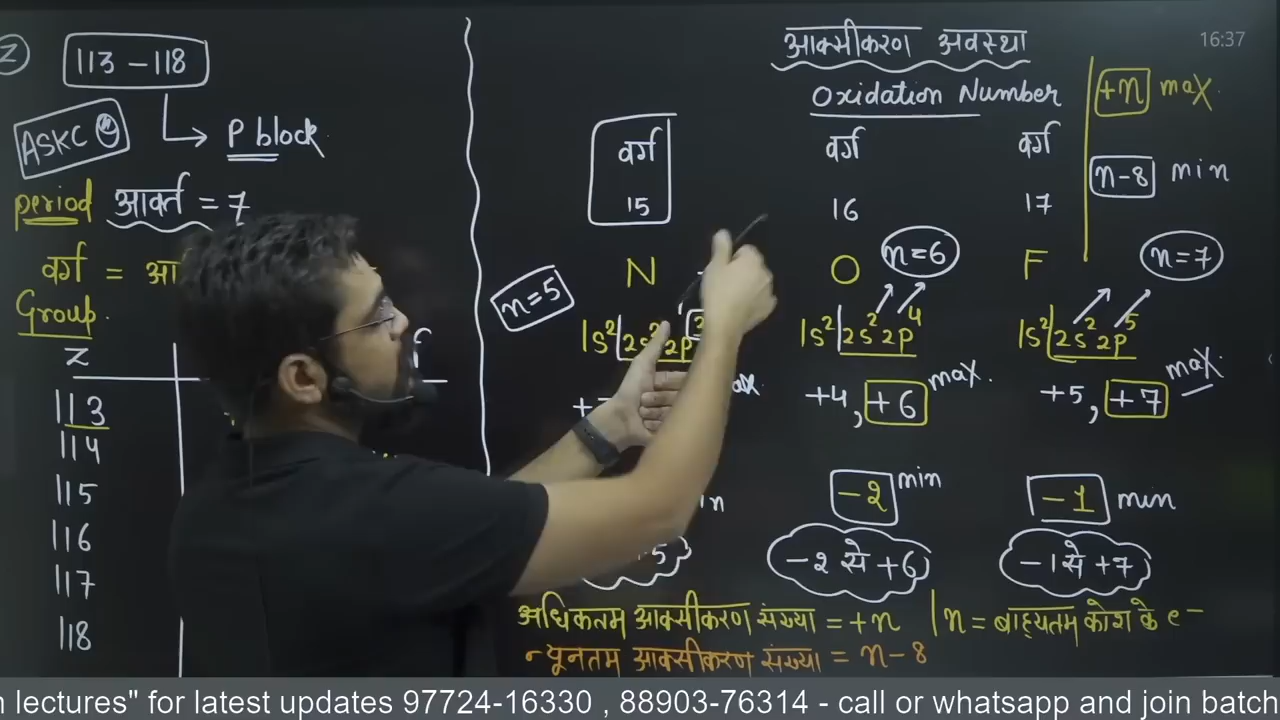 113 – 118
ASKC
P block
period आवर्त = 7
वर्ग =
Group
Z
113
114
115
116
117
118
16:37
आक्सीकरण अवस्था
Oxidation Number
+n max
n-8 min
वर्ग
15
N
n=5
1s² 2s² 2p
वर्ग
16
O
n=6
1s² 2s² 2p⁴
+4, +6 max.
-2 min
-2 से +6
वर्ग
17
F
n=7
1s² 2s² 2p⁵
+5, +7 max
-1 min
-1 से +7
अधिकतम आक्सीकरण संख्या = +n | n = बाह्यतम कोश के e–
न्यूनतम आक्सीकरण संख्या = n-8
n lectures" for latest updates 97724-16330 , 88903-76314 - call or whatsapp and join batch